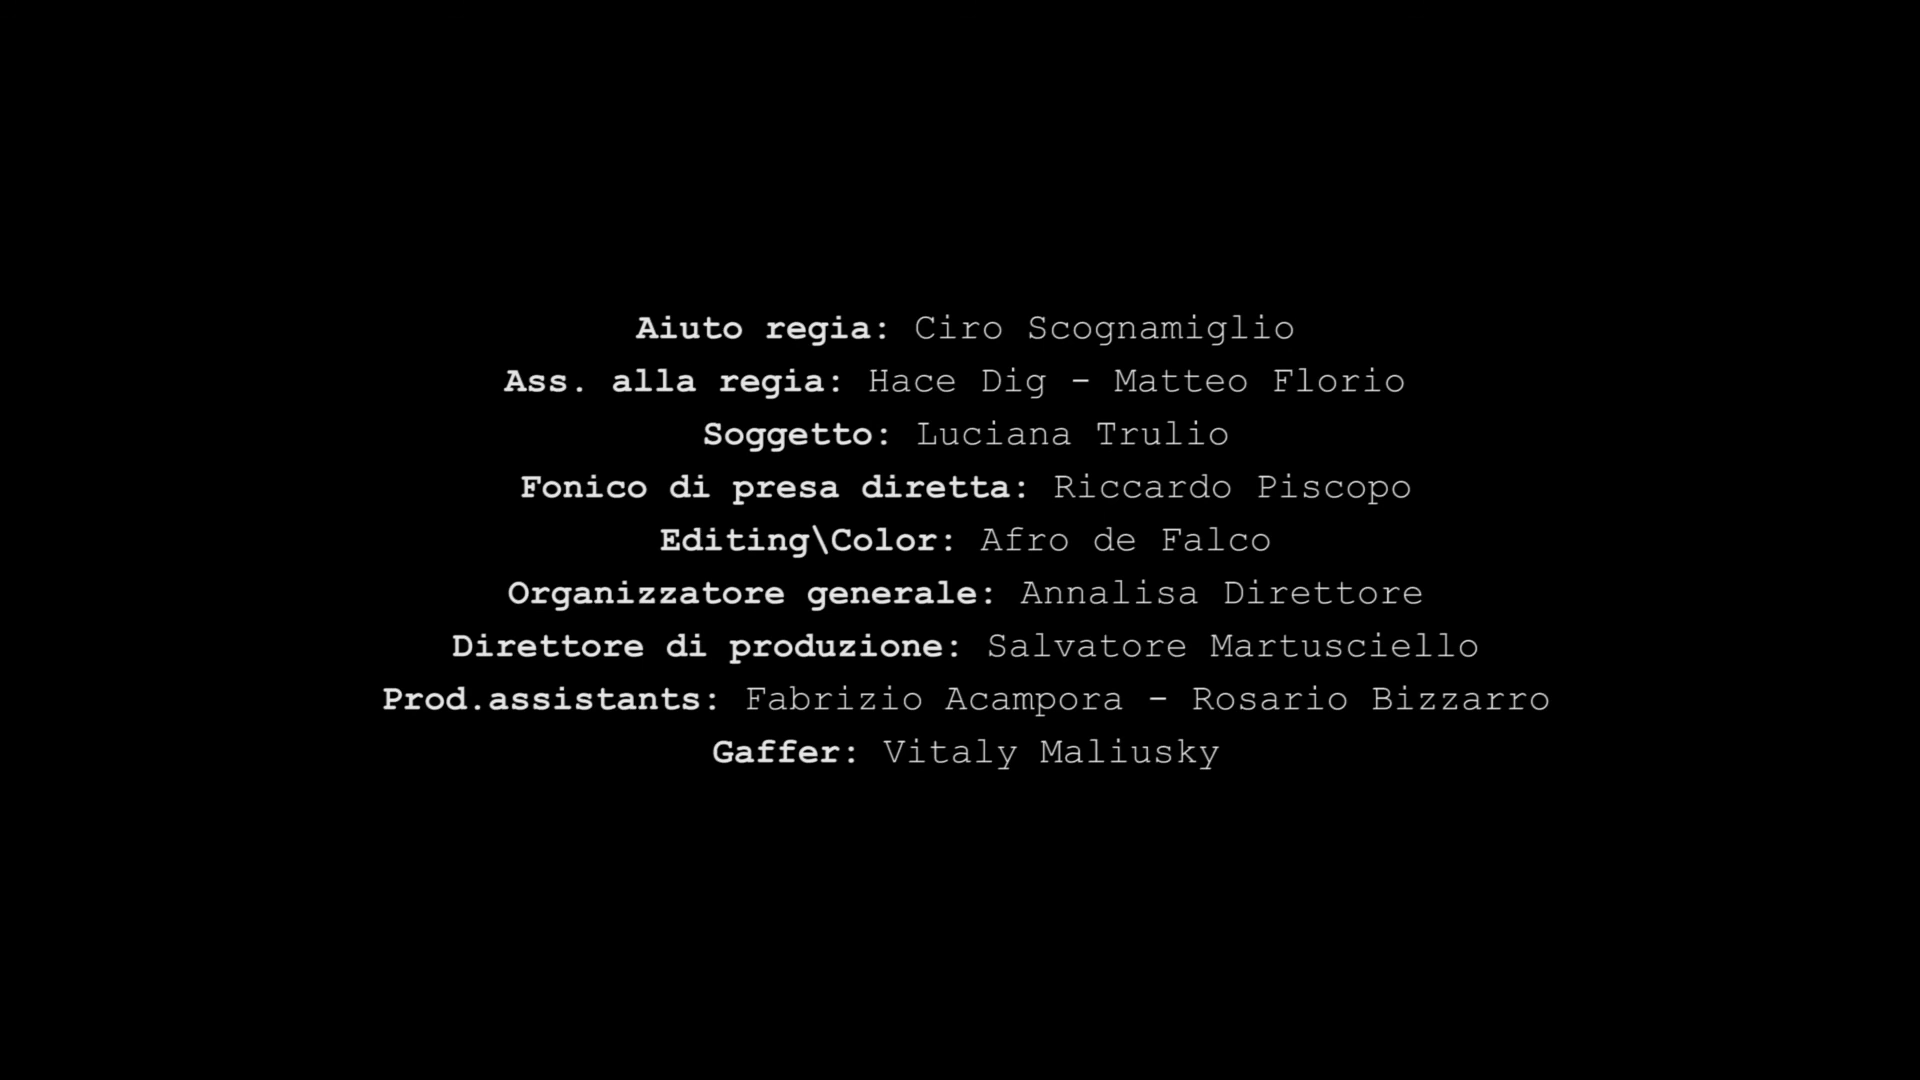 Aiuto regia: Ciro Scognamiglio
Ass. alla regia: Hace Dig - Matteo Florio
Soggetto: Luciana Trulio
Fonico di presa diretta: Riccardo Piscopo
Editing\Color: Afro de Falco
Organizzatore generale: Annalisa Direttore
Direttore di produzione: Salvatore Martusciello
Prod.assistants: Fabrizio Acampora - Rosario Bizzarro
Gaffer: Vitaly Maliusky